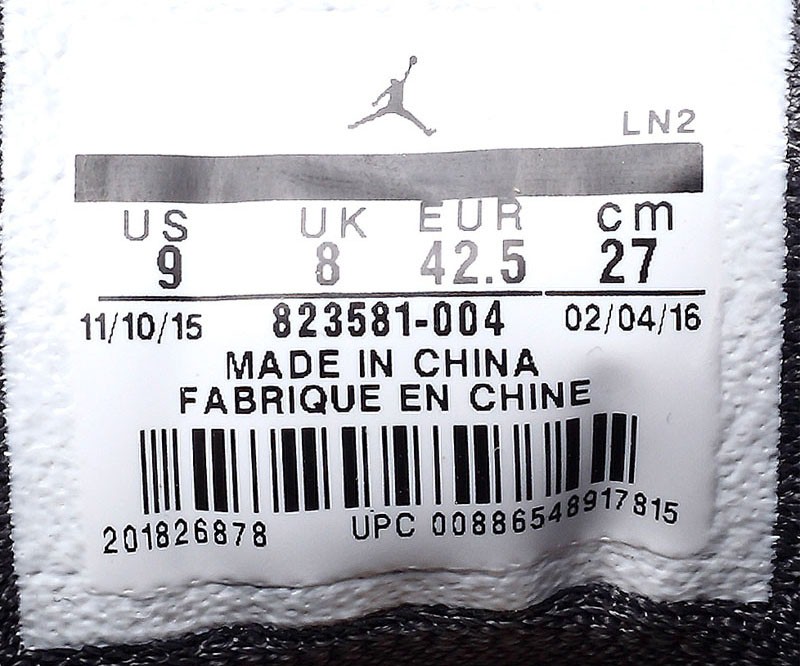 LN2
US UK EUR cm
9 8 42.5 27
11/10/15 823581-004 02/04/16
MADE IN CHINA
FABRIQUE EN CHINE
201826878 UPC 00886548917815